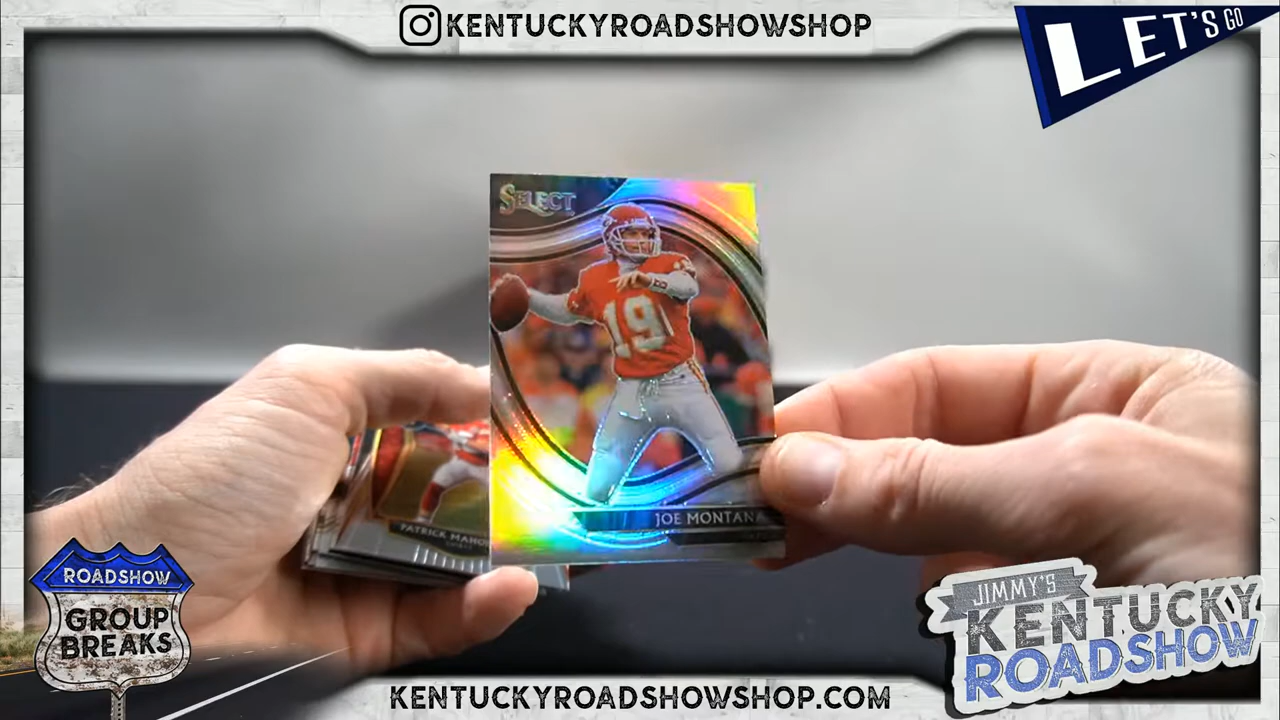 KENTUCKYROADSHOWSHOP
LET'S GO
SELECT
19
JOE MONTANA
PATRICK MAHO
ROADSHOW
GROUP
BREAKS
JIMMY'S
KENTUCKY
ROADSHOW
KENTUCKYROADSHOWSHOP.COM